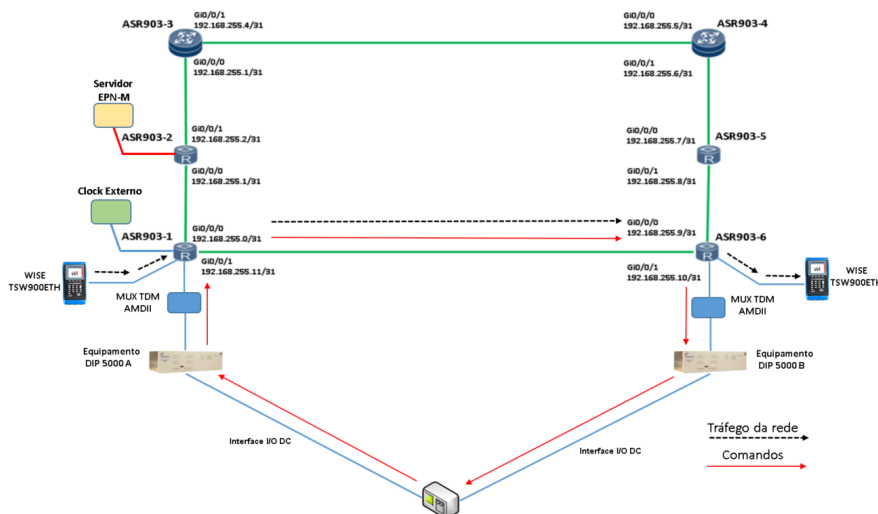 Gi0/0/1
192.168.255.4/31
ASR903-3
Gi0/0/0
192.168.255.5/31
ASR903-4
Gi0/0/0
192.168.255.1/31
Gi0/0/1
192.168.255.6/31
Servidor
EPN-M
ASR903-2
Gi0/0/1
192.168.255.2/31
R
Gi0/0/0
192.168.255.1/31
Gi0/0/0
192.168.255.7/31
ASR903-5
R
Gi0/0/1
192.168.255.8/31
Clock Externo
ASR903-1
Gi0/0/0
192.168.255.0/31
R
Gi0/0/1
192.168.255.11/31
Gi0/0/0
192.168.255.9/31
ASR903-6
R
Gi0/0/1
192.168.255.10/31
WISE
TSW900ETH
MUX TDM
AMDII
WISE
TSW900ETH
MUX TDM
AMDII
Equipamento
DIP 5000 A
Equipamento
DIP 5000 B
Interface I/O DC
Interface I/O DC
Tráfego da rede
Comandos